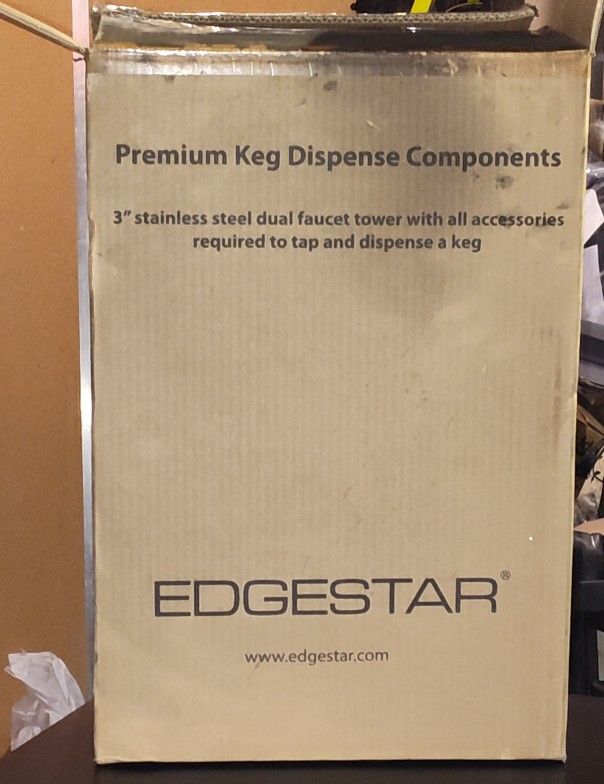 Premium Keg Dispense Components
3" stainless steel dual faucet tower with all accessories
required to tap and dispense a keg
EDGESTAR®
www.edgestar.com